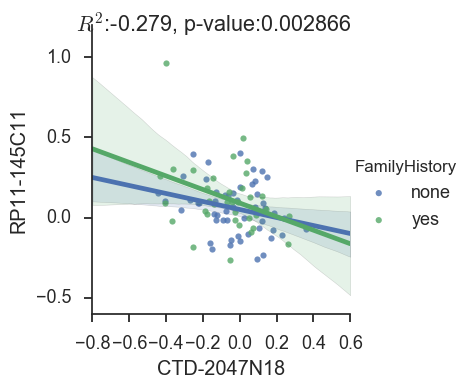 R²:-0.279, p-value:0.002866
1.0
0.5
0.0
−0.5
RP11-145C11
−0.8 −0.6 −0.4 −0.2 0.0 0.2 0.4 0.6
CTD-2047N18
FamilyHistory
none
yes